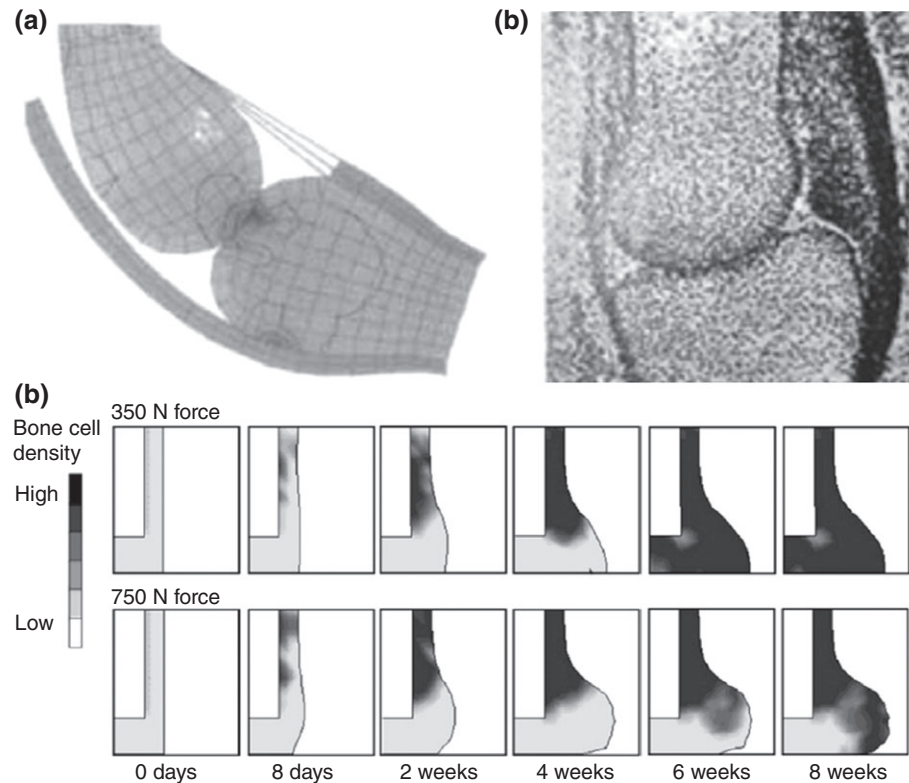 (a)
(b)
(b)
350 N force
Bone cell
density
High
Low
750 N force
0 days 8 days 2 weeks 4 weeks 6 weeks 8 weeks